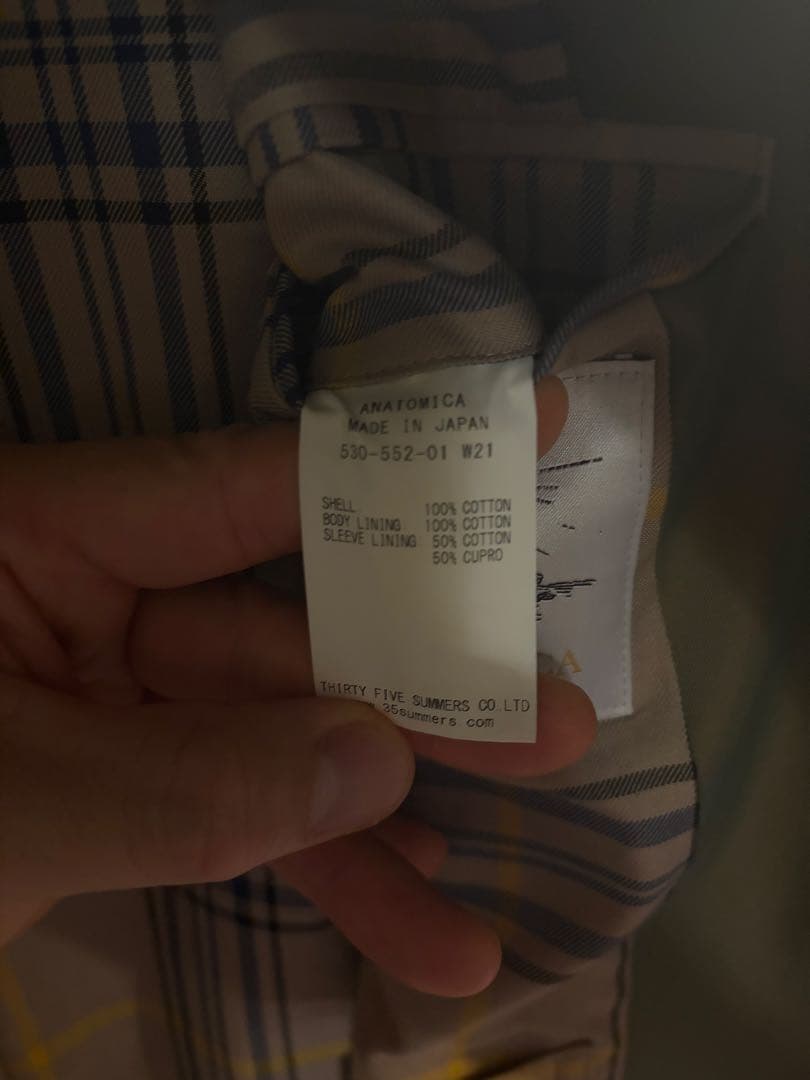 ANATOMICA
MADE IN JAPAN
530-552-01 W21
SHELL 100% COTTON
BODY LINING 100% COTTON
SLEEVE LINING 50% COTTON
50% CUPRO
THIRTY FIVE SUMMERS CO.LTD
35summers com